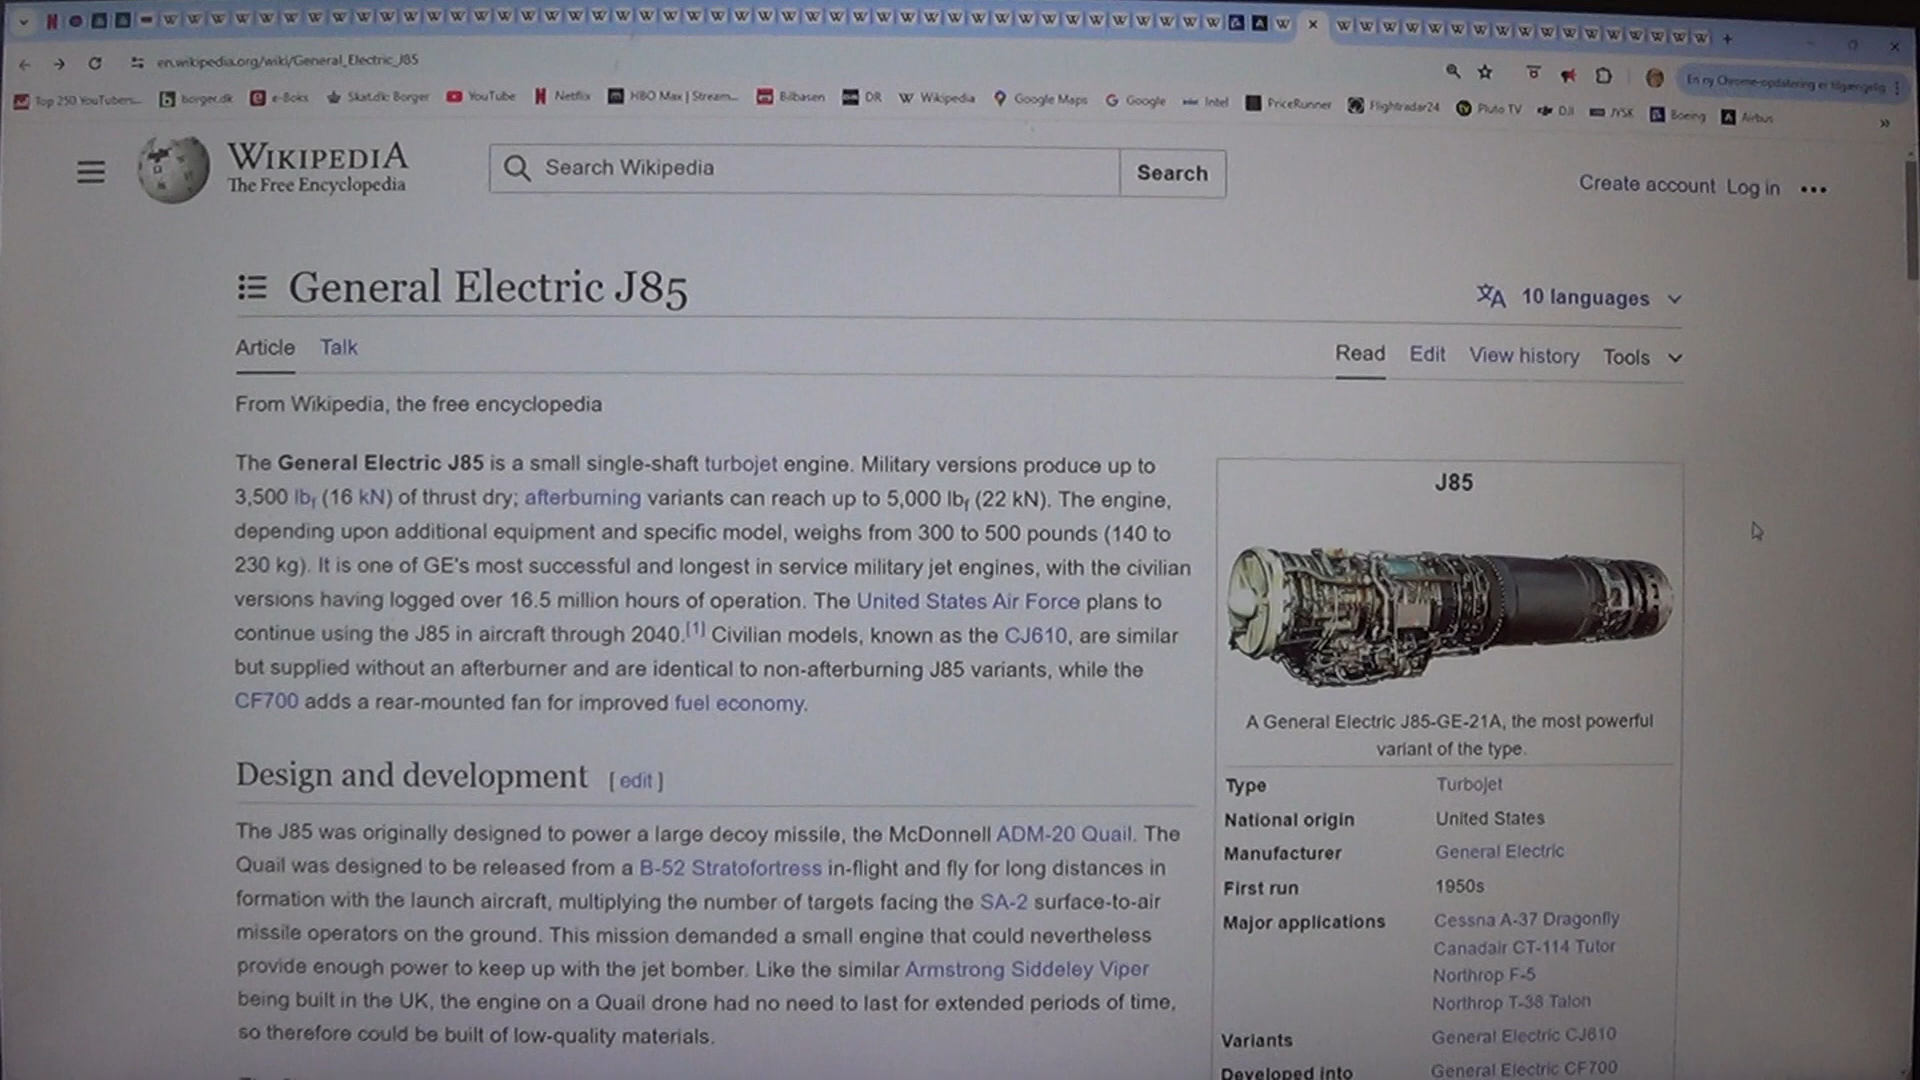 en.wikipedia.org/wiki/General_Electric_J85
En ny Chrome-opdatering er tilgængelig
Top 250 YouTubers... borger.dk e-Boks Skat.dk: Borger YouTube Netflix HBO Max | Stream... Bilbasen DR Wikipedia Google Maps Google Intel PriceRunner Flightradar24 Pluto TV DJI JYSK Boeing Airbus »
WIKIPEDIA
The Free Encyclopedia
Search Wikipedia
Search
Create account Log in
General Electric J85
10 languages
Article Talk
Read Edit View history Tools
From Wikipedia, the free encyclopedia
The General Electric J85 is a small single-shaft turbojet engine. Military versions produce up to
3,500 lbf (16 kN) of thrust dry; afterburning variants can reach up to 5,000 lbf (22 kN). The engine,
depending upon additional equipment and specific model, weighs from 300 to 500 pounds (140 to
230 kg). It is one of GE's most successful and longest in service military jet engines, with the civilian
versions having logged over 16.5 million hours of operation. The United States Air Force plans to
continue using the J85 in aircraft through 2040.[1] Civilian models, known as the CJ610, are similar
but supplied without an afterburner and are identical to non-afterburning J85 variants, while the
CF700 adds a rear-mounted fan for improved fuel economy.
Design and development [ edit ]
The J85 was originally designed to power a large decoy missile, the McDonnell ADM-20 Quail. The
Quail was designed to be released from a B-52 Stratofortress in-flight and fly for long distances in
formation with the launch aircraft, multiplying the number of targets facing the SA-2 surface-to-air
missile operators on the ground. This mission demanded a small engine that could nevertheless
provide enough power to keep up with the jet bomber. Like the similar Armstrong Siddeley Viper
being built in the UK, the engine on a Quail drone had no need to last for extended periods of time,
so therefore could be built of low-quality materials.
J85
A General Electric J85-GE-21A, the most powerful
variant of the type.
Type Turbojet
National origin United States
Manufacturer General Electric
First run 1950s
Major applications Cessna A-37 Dragonfly
Canadair CT-114 Tutor
Northrop F-5
Northrop T-38 Talon
Variants General Electric CJ610
Developed into General Electric CF700